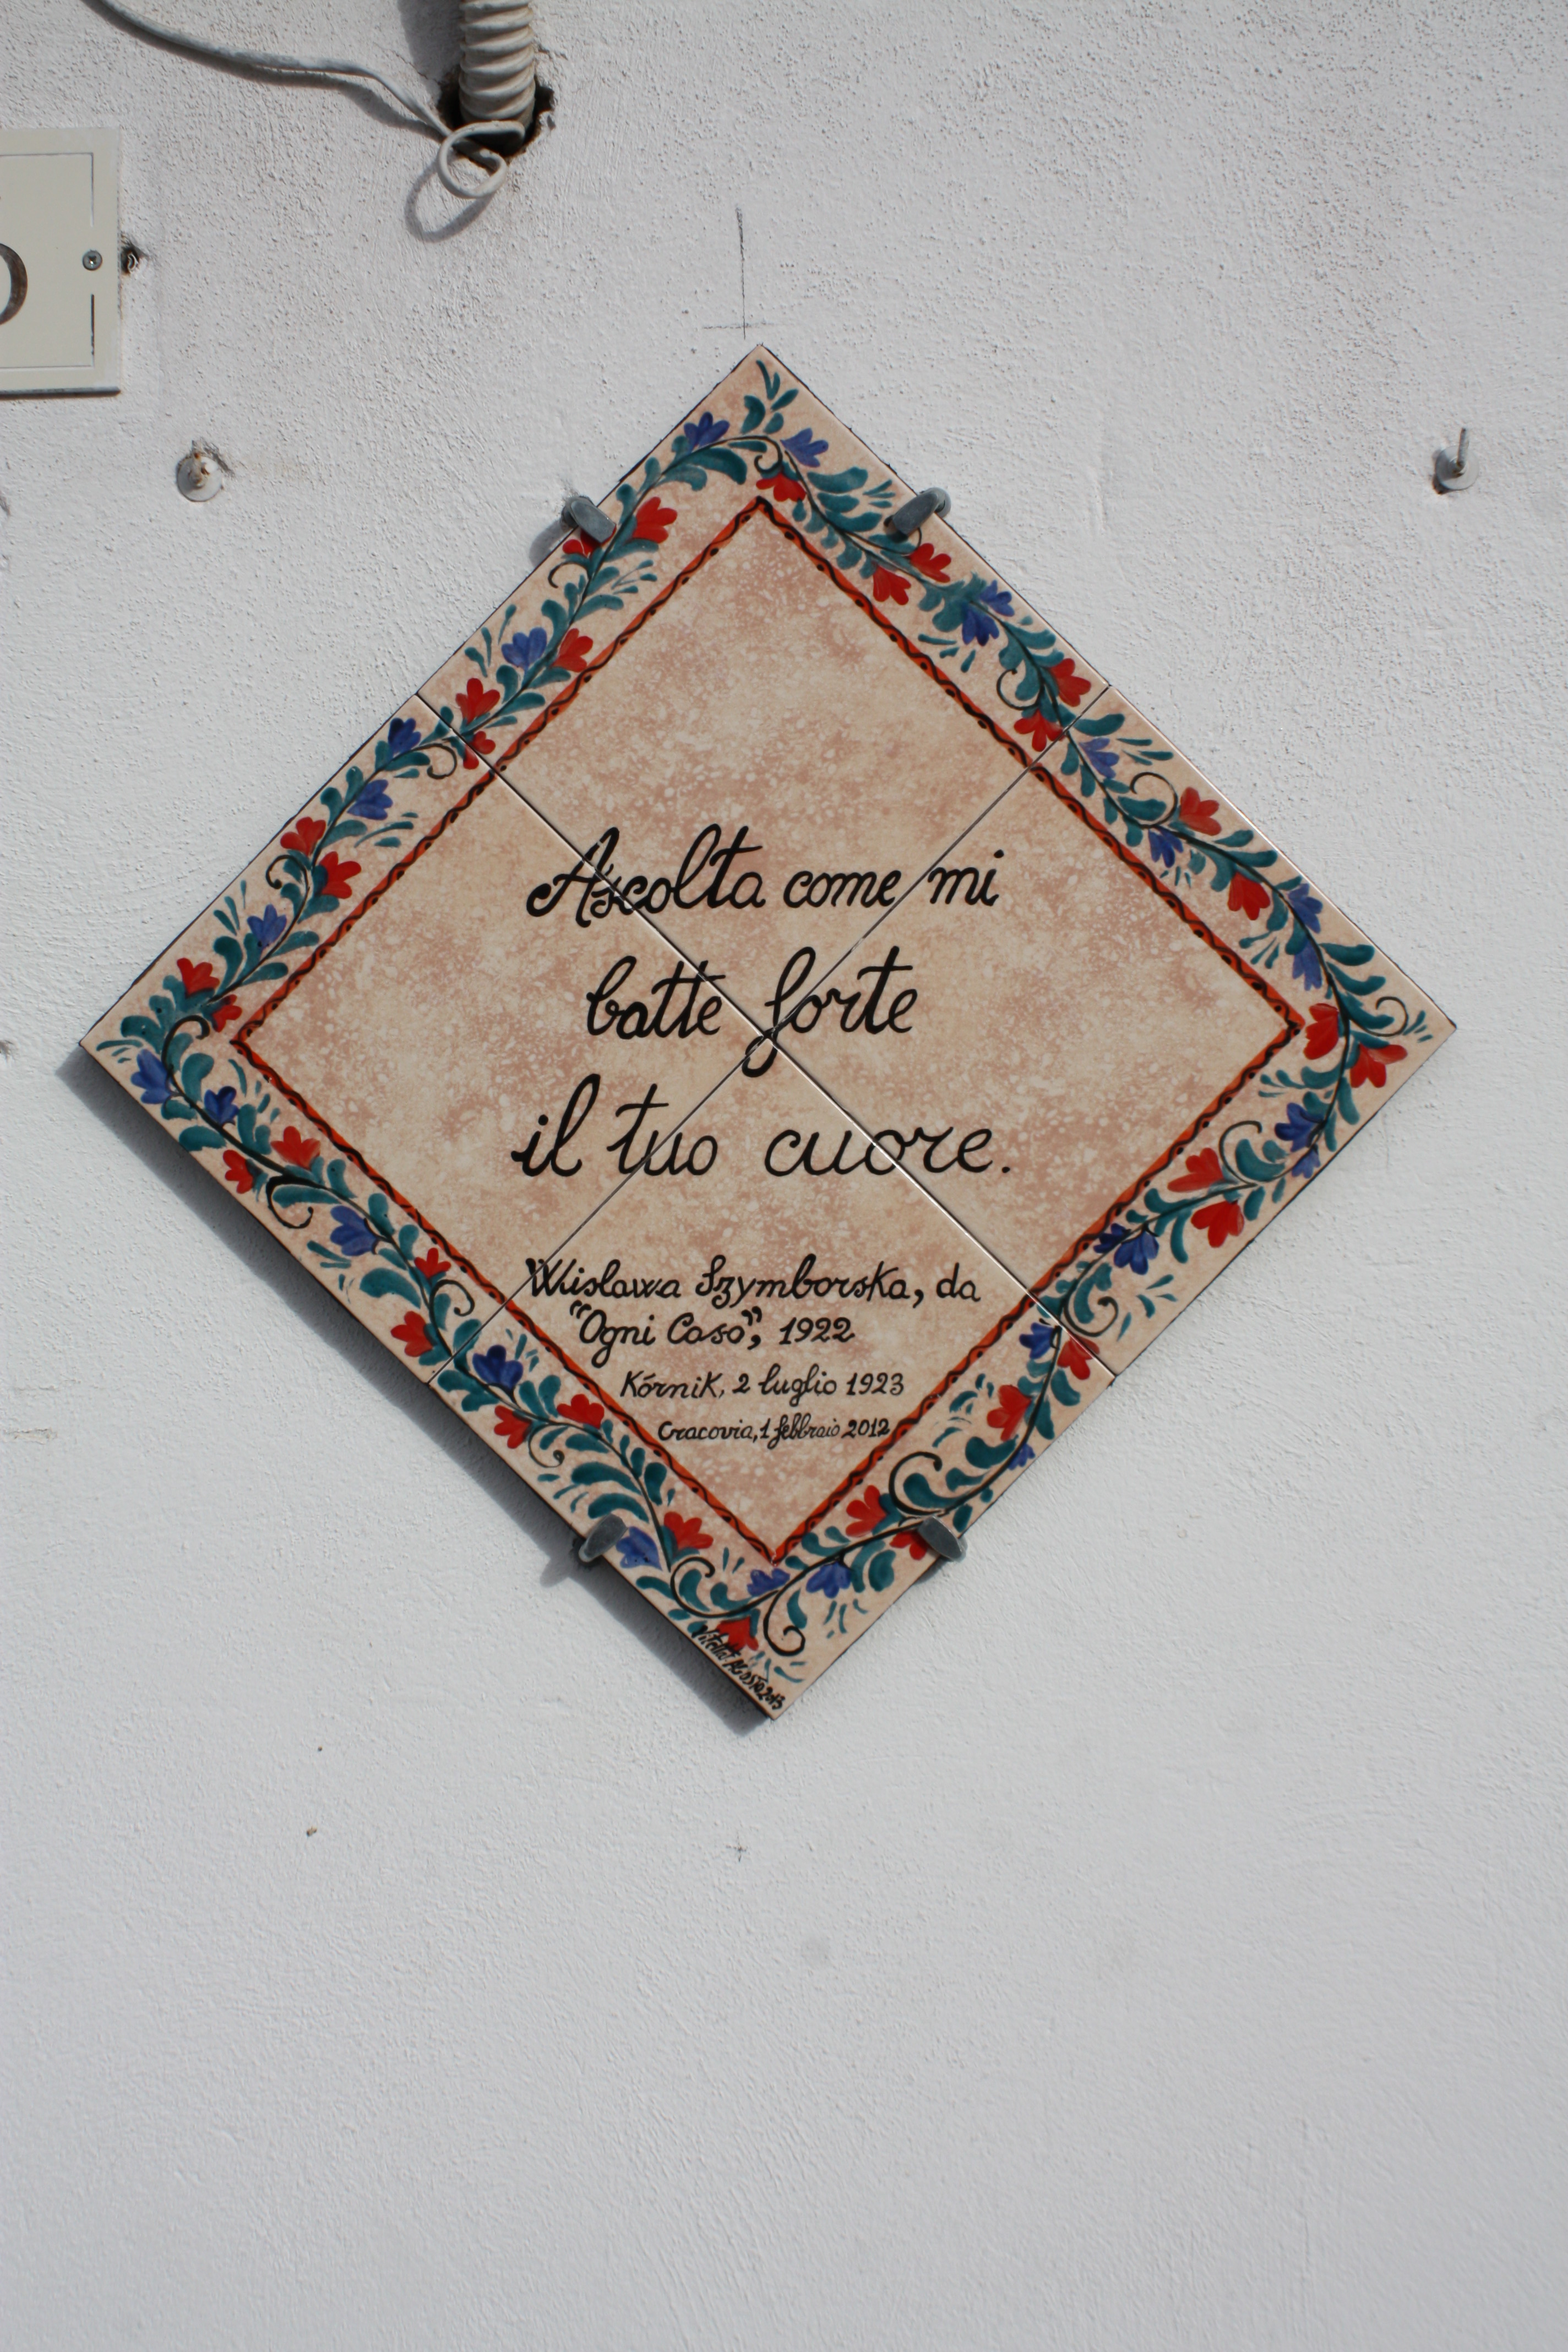 Ascolta come mi
batte forte
il tuo cuore.
Wislawa Szymborska, da
"Ogni Caso", 1922
Kórnik, 2 luglio 1923
Cracovia, 1 febbraio 2012
2013